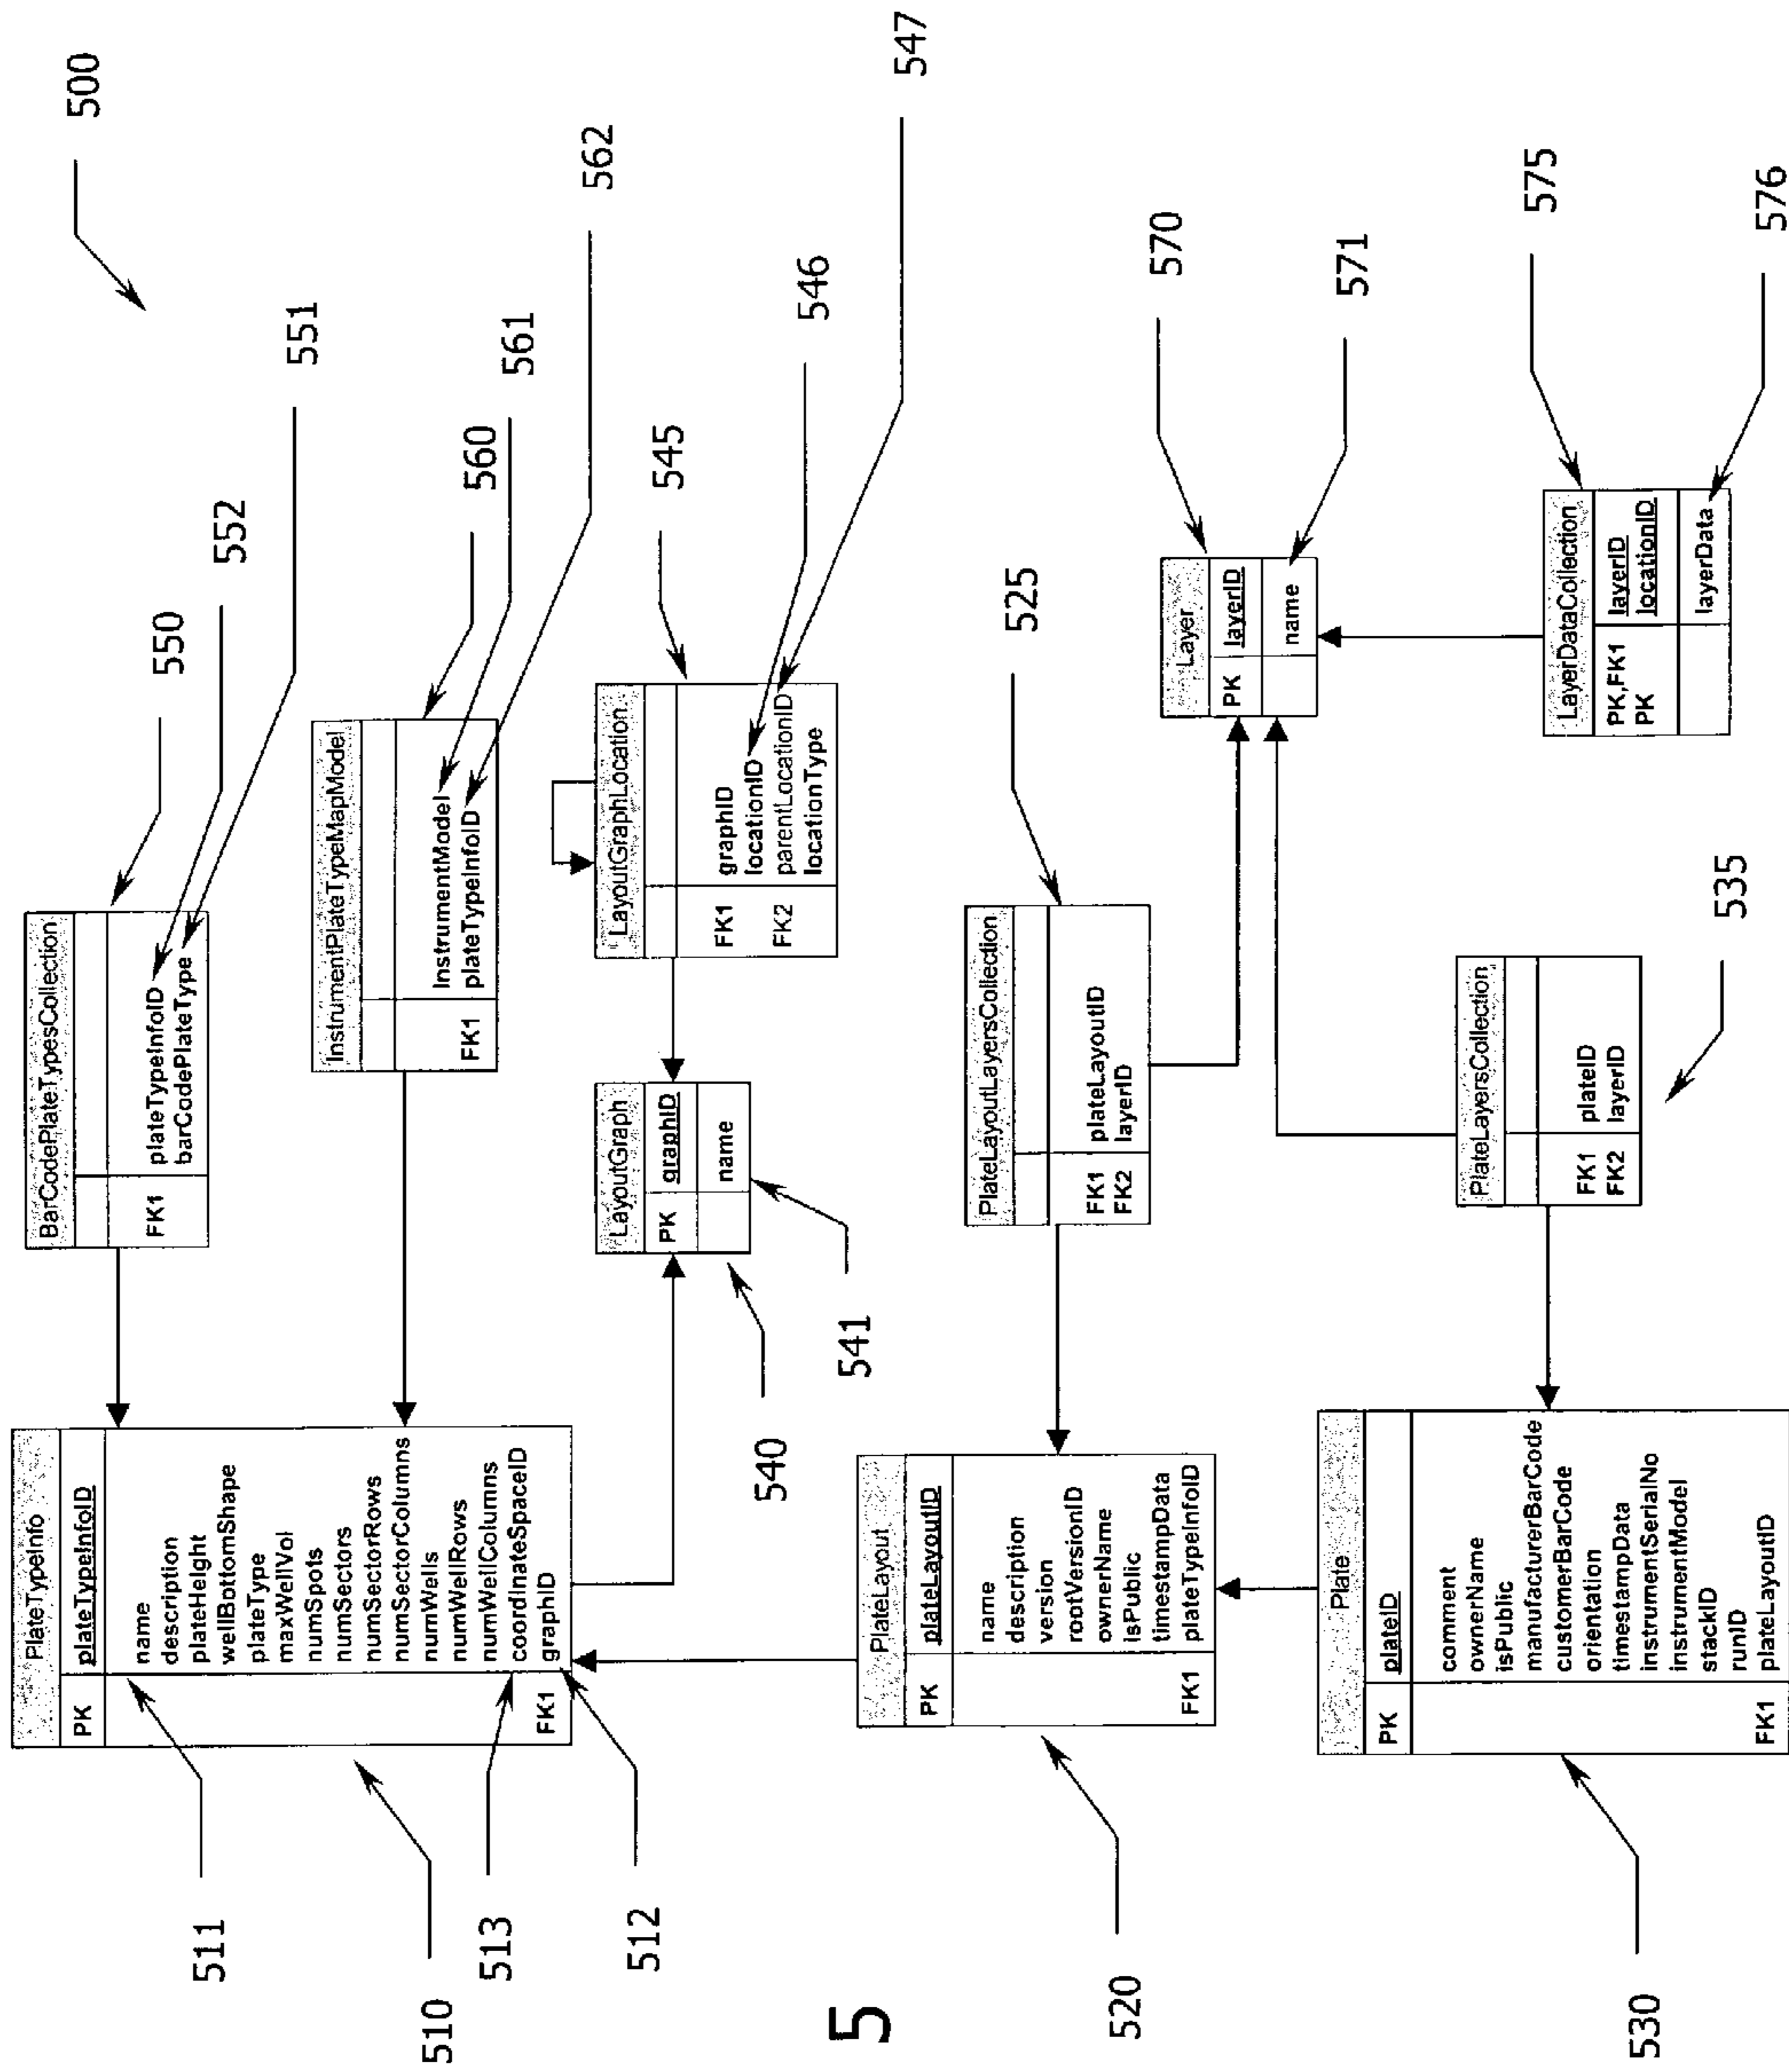 500
PlateTypeInfo
PK plateTypeInfoID
name
description
plateHeight
wellBottomShape
plateType
maxWellVol
numSpots
numSectors
numSectorRows
numSectorColumns
numWells
numWellRows
numWellColumns
coordinateSpaceID
FK1 graphID
511
510
513
512
BarCodePlateTypesCollection
FK1 plateTypeInfoID
barCodePlateType
550
552
551
InstrumentPlateTypeMapModel
InstrumentModel
FK1 plateTypeInfoID
560
561
562
LayoutGraph
PK graphID
name
540
541
LayoutGraphLocation
FK1 graphID
locationID
FK2 parentLocationID
locationType
545
546
547
5
PlateLayout
PK plateLayoutID
name
description
version
rootVersionID
ownerName
isPublic
timestampData
FK1 plateTypeInfoID
520
PlateLayoutLayersCollection
FK1 plateLayoutID
FK2 layerID
525
Layer
PK layerID
name
570
571
Plate
PK plateID
comment
ownerName
isPublic
manufacturerBarCode
customerBarCode
orientation
timestampData
instrumentSerialNo
instrumentModel
stackID
runID
FK1 plateLayoutID
530
PlateLayersCollection
FK1 plateID
FK2 layerID
535
LayerDataCollection
PK,FK1 layerID
PK locationID
layerData
575
576